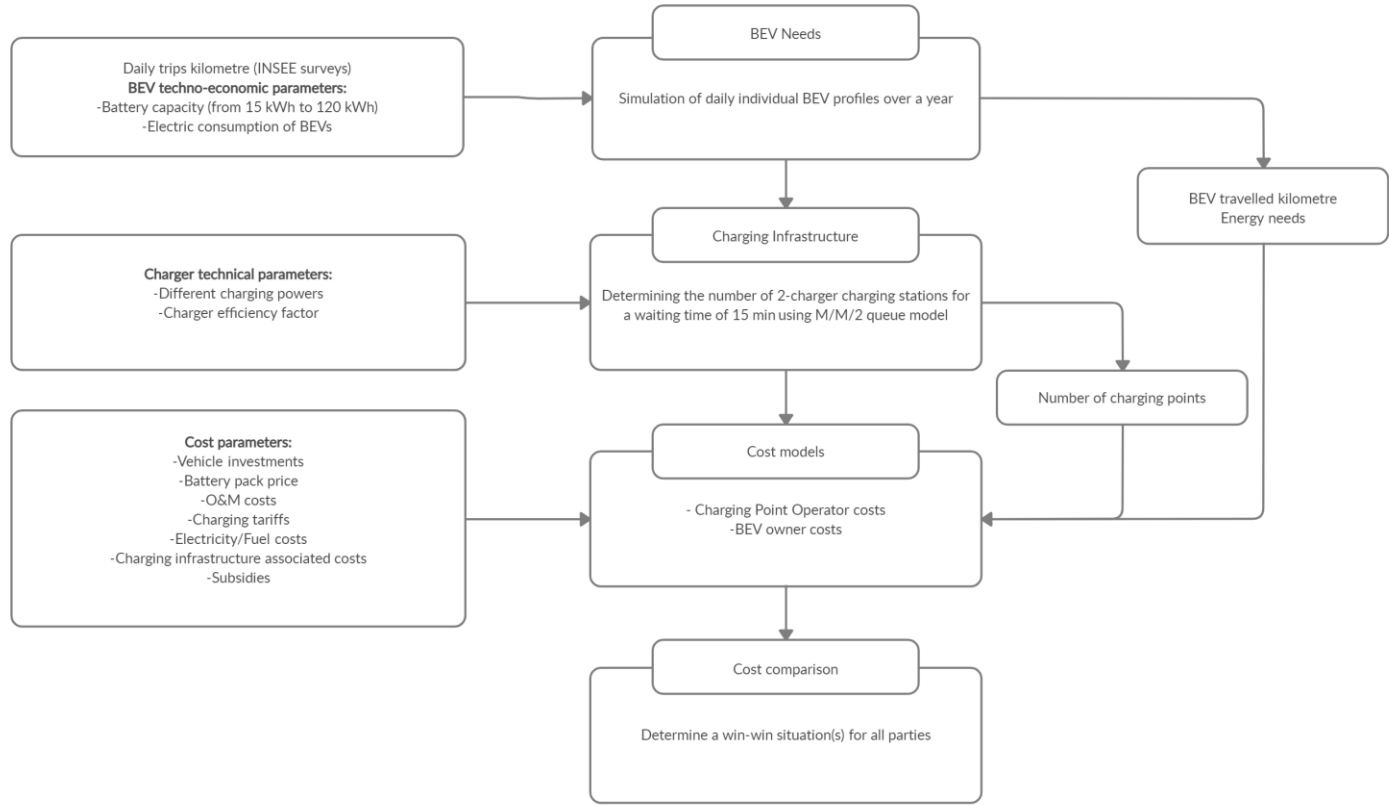 BEV Needs
Daily trips kilometre (INSEE surveys)
BEV techno-economic parameters:
-Battery capacity (from 15 kWh to 120 kWh)
-Electric consumption of BEVs
Simulation of daily individual BEV profiles over a year
BEV travelled kilometre
Energy needs
Charging Infrastructure
Charger technical parameters:
-Different charging powers
-Charger efficiency factor
Determining the number of 2-charger charging stations for
a waiting time of 15 min using M/M/2 queue model
Number of charging points
Cost models
Cost parameters:
-Vehicle investments
-Battery pack price
-O&M costs
-Charging tariffs
-Electricity/Fuel costs
-Charging infrastructure associated costs
-Subsidies
- Charging Point Operator costs
-BEV owner costs
Cost comparison
Determine a win-win situation(s) for all parties